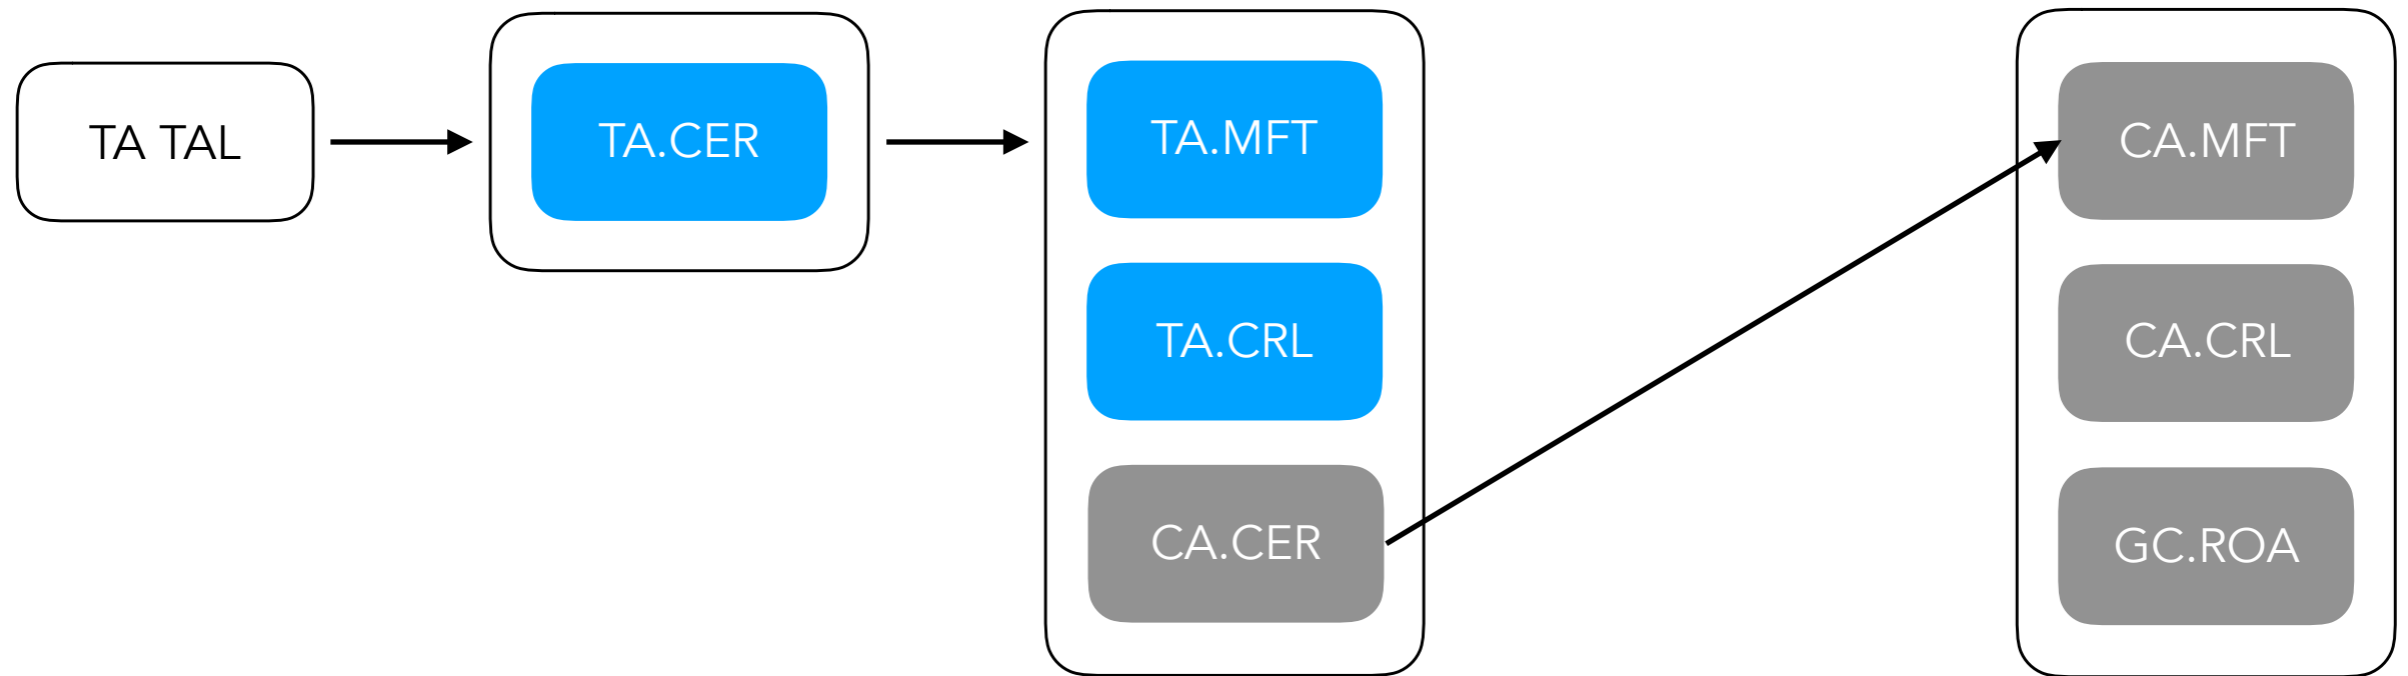 TA TAL
TA.CER
TA.MFT
TA.CRL
CA.CER
CA.MFT
CA.CRL
GC.ROA